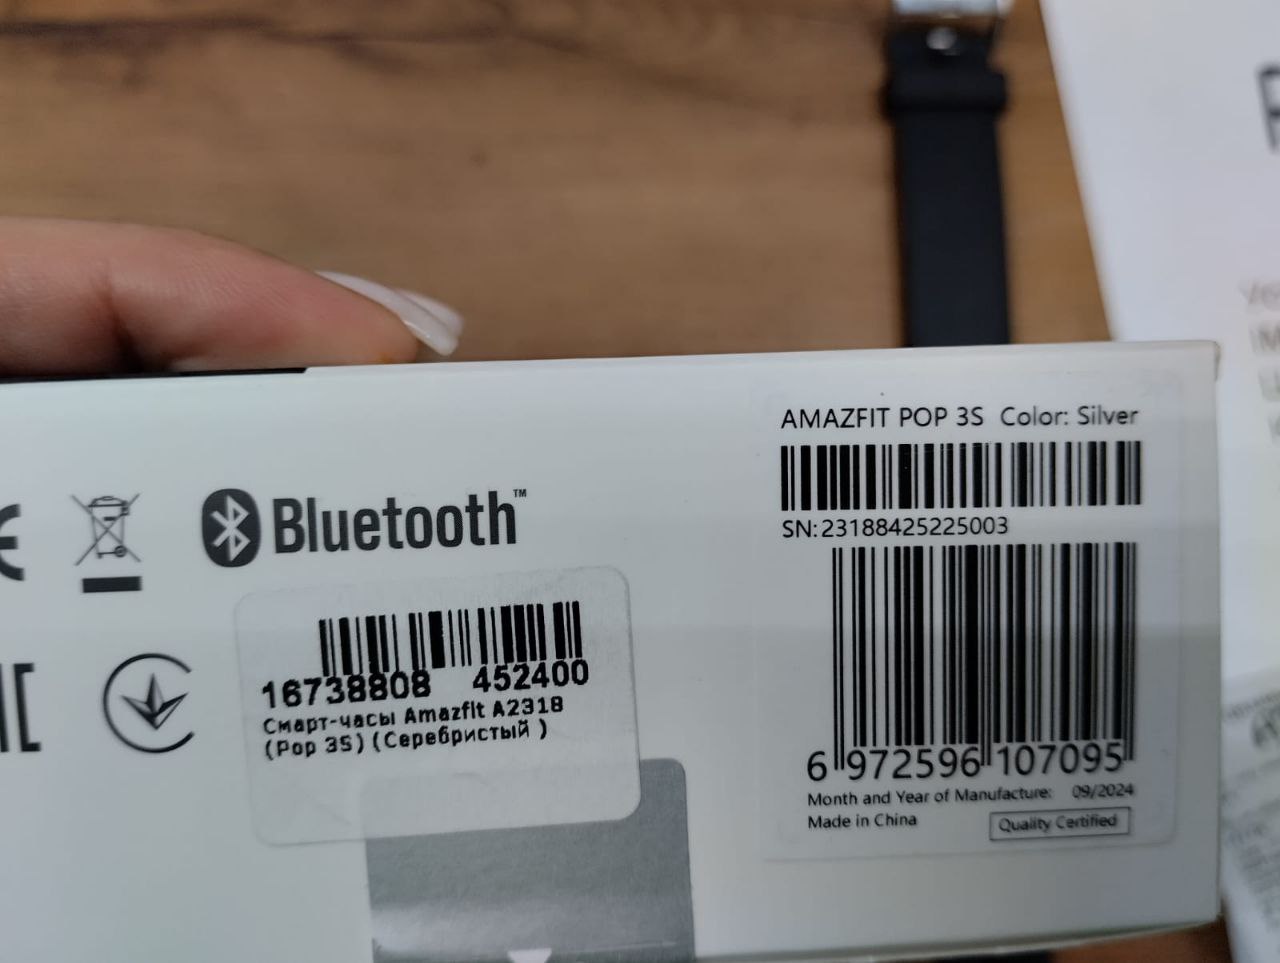 AMAZFIT POP 3S Color: Silver
SN:23188425225003
6 972596 107095
Month and Year of Manufacture: 09/2024
Made in China
Quality Certified
Bluetooth™
16738808 452400
Смарт-часы Amazfit A2318
(Pop 3S) (Серебристый )